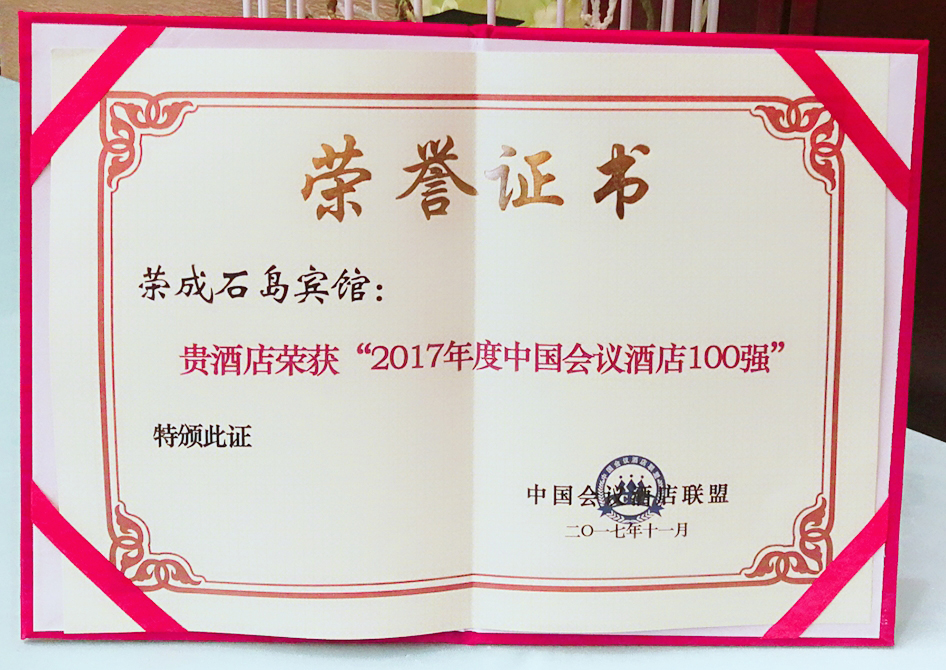 荣誉证书
荣成石岛宾馆：
贵酒店荣获“2017年度中国会议酒店100强”
特颁此证
中国会议酒店联盟
二〇一七年十一月